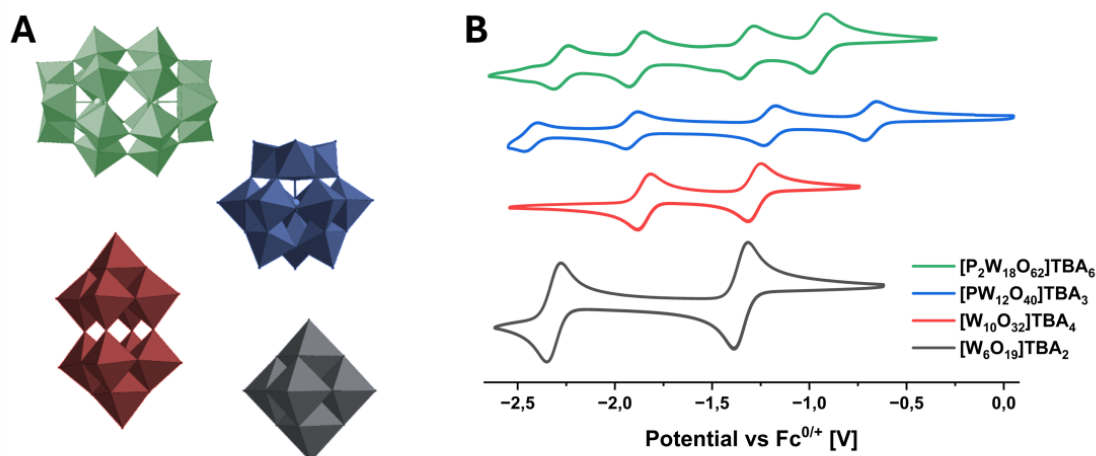 A
B
[P₂W₁₈O₆₂]TBA₆
[PW₁₂O₄₀]TBA₃
[W₁₀O₃₂]TBA₄
[W₆O₁₉]TBA₂
−2,5 −2,0 −1,5 −1,0 −0,5 0,0
Potential vs Fc⁰ᐟ⁺ [V]